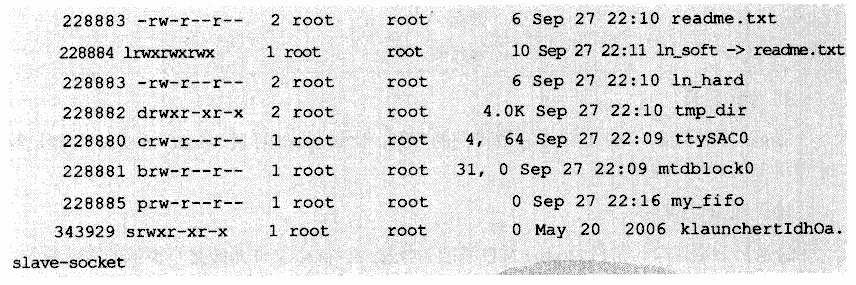 228883 -rw-r--r-- 2 root root 6 Sep 27 22:10 readme.txt
228884 lrwxrwxrwx 1 root root 10 Sep 27 22:11 ln_soft -> readme.txt
228883 -rw-r--r-- 2 root root 6 Sep 27 22:10 ln_hard
228882 drwxr-xr-x 2 root root 4.0K Sep 27 22:10 tmp_dir
228880 crw-r--r-- 1 root root 4, 64 Sep 27 22:09 ttySAC0
228881 brw-r--r-- 1 root root 31, 0 Sep 27 22:09 mtdblock0
228885 prw-r--r-- 1 root root 0 Sep 27 22:16 my_fifo
343929 srwxr-xr-x 1 root root 0 May 20 2006 klaunchertIdhOa.
slave-socket